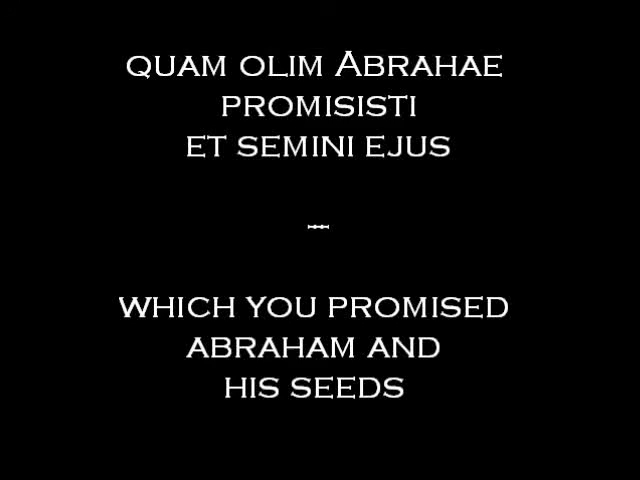 QUAM OLIM ABRAHAE
PROMISISTI
ET SEMINI EJUS
---
WHICH YOU PROMISED
ABRAHAM AND
HIS SEEDS